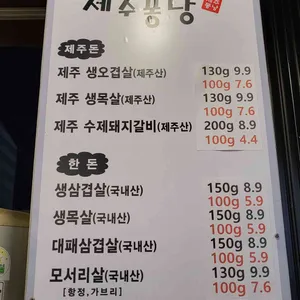 제주퐁낭
제주돈
제주 생오겹살(제주산) 130g 9.9
100g 7.6
제주 생목살(제주산) 130g 9.9
100g 7.6
제주 수제돼지갈비(제주산) 200g 8.9
100g 4.4
한돈
생삼겹살(국내산) 150g 8.9
100g 5.9
생목살(국내산) 150g 8.9
100g 5.9
대패삼겹살(국내산) 150g 8.9
100g 5.9
모서리살(국내산) 130g 9.9
[항정,가브리] 100g 7.6